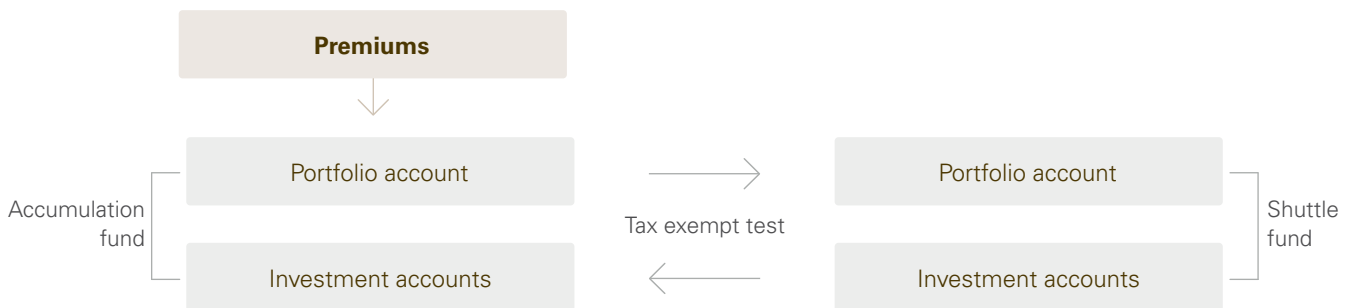 Premiums
Portfolio account
Portfolio account
Accumulation
fund
Tax exempt test
Shuttle
fund
Investment accounts
Investment accounts